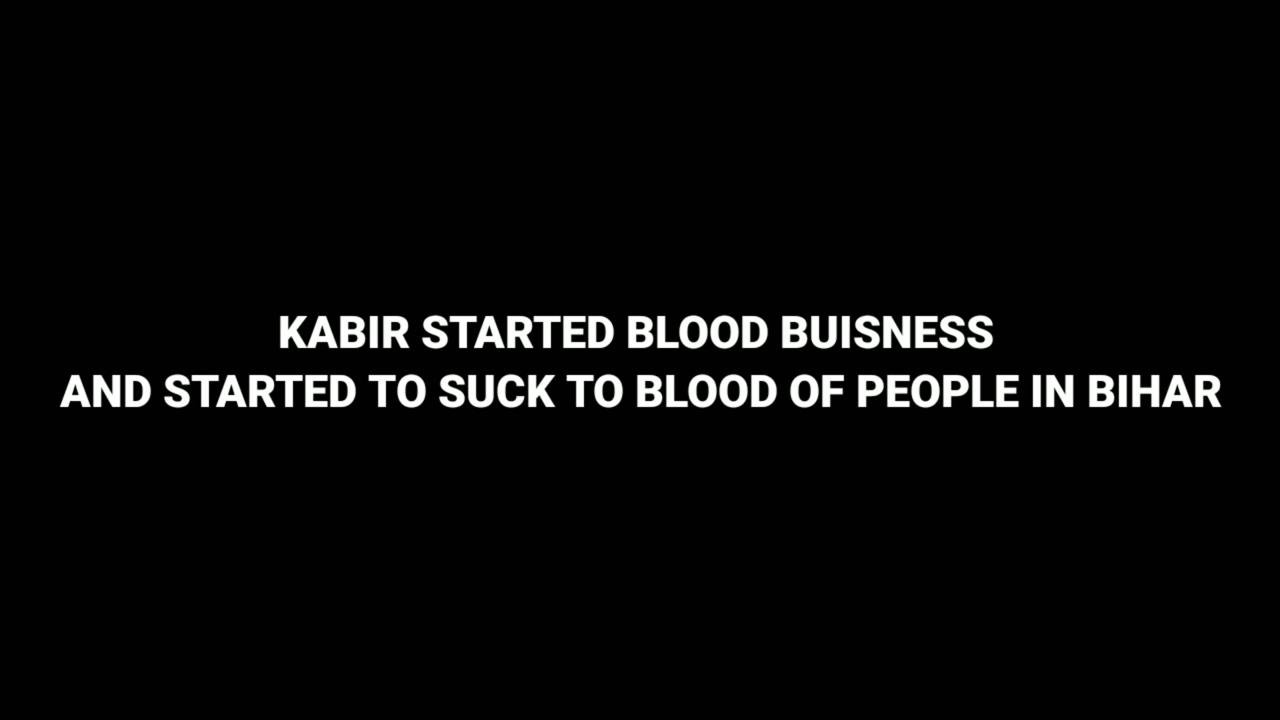 KABIR STARTED BLOOD BUISNESS
AND STARTED TO SUCK TO BLOOD OF PEOPLE IN BIHAR